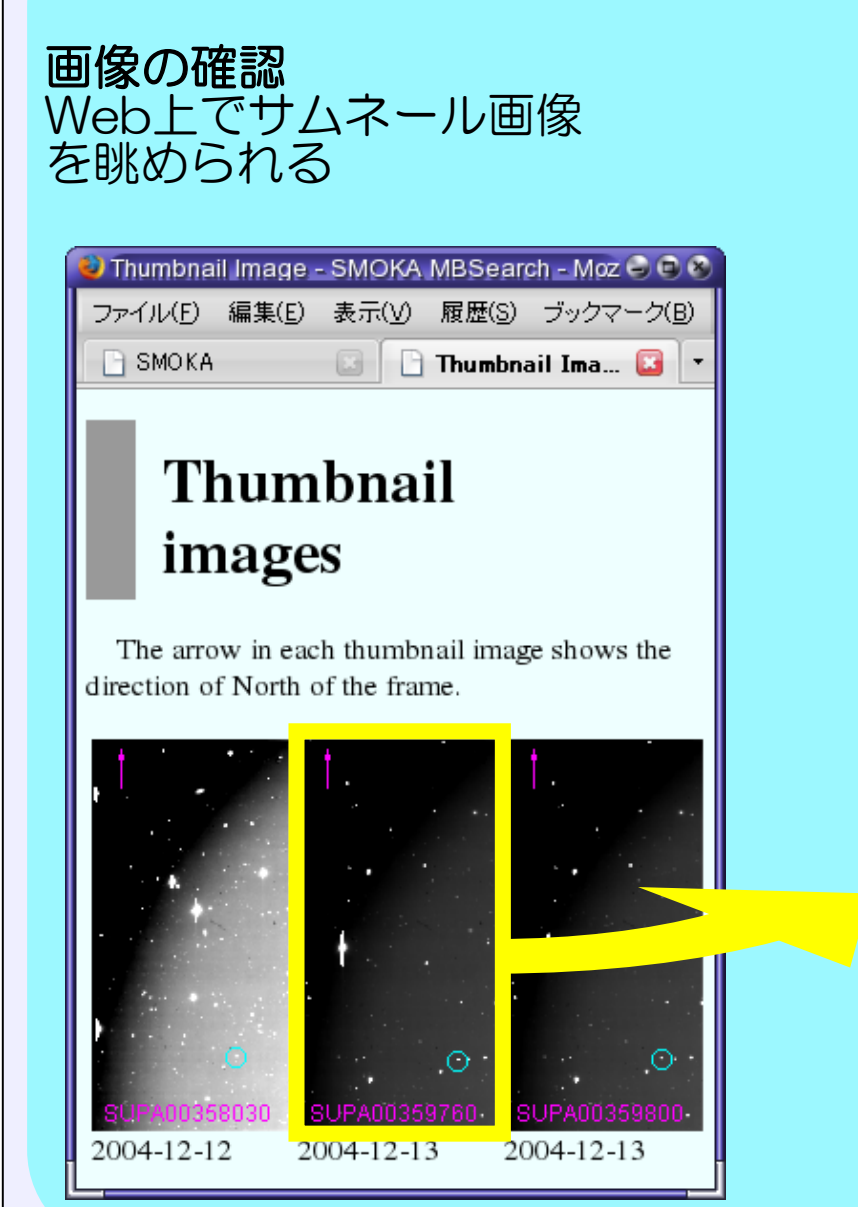 画像の確認
Web上でサムネール画像
を眺められる
Thumbnail Image - SMOKA MBSearch - Moz
ファイル(F) 編集(E) 表示(V) 履歴(S) ブックマーク(B)
SMOKA Thumbnail Ima...
Thumbnail
images
The arrow in each thumbnail image shows the
direction of North of the frame.
SUPA00358030 SUPA00359760 SUPA00359800
2004-12-12 2004-12-13 2004-12-13